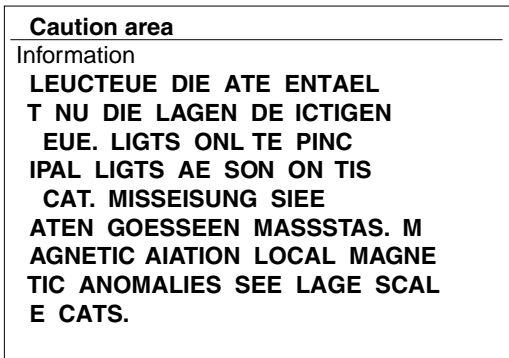 Caution area
Information
LEUCTEUE DIE ATE ENTAEL
T NU DIE LAGEN DE ICTIGEN
EUE. LIGTS ONL TE PINC
IPAL LIGTS AE SON ON TIS
CAT. MISSEISUNG SIEE
ATEN GOESSEEN MASSSTAS. M
AGNETIC AIATION LOCAL MAGNE
TIC ANOMALIES SEE LAGE SCAL
E CATS.